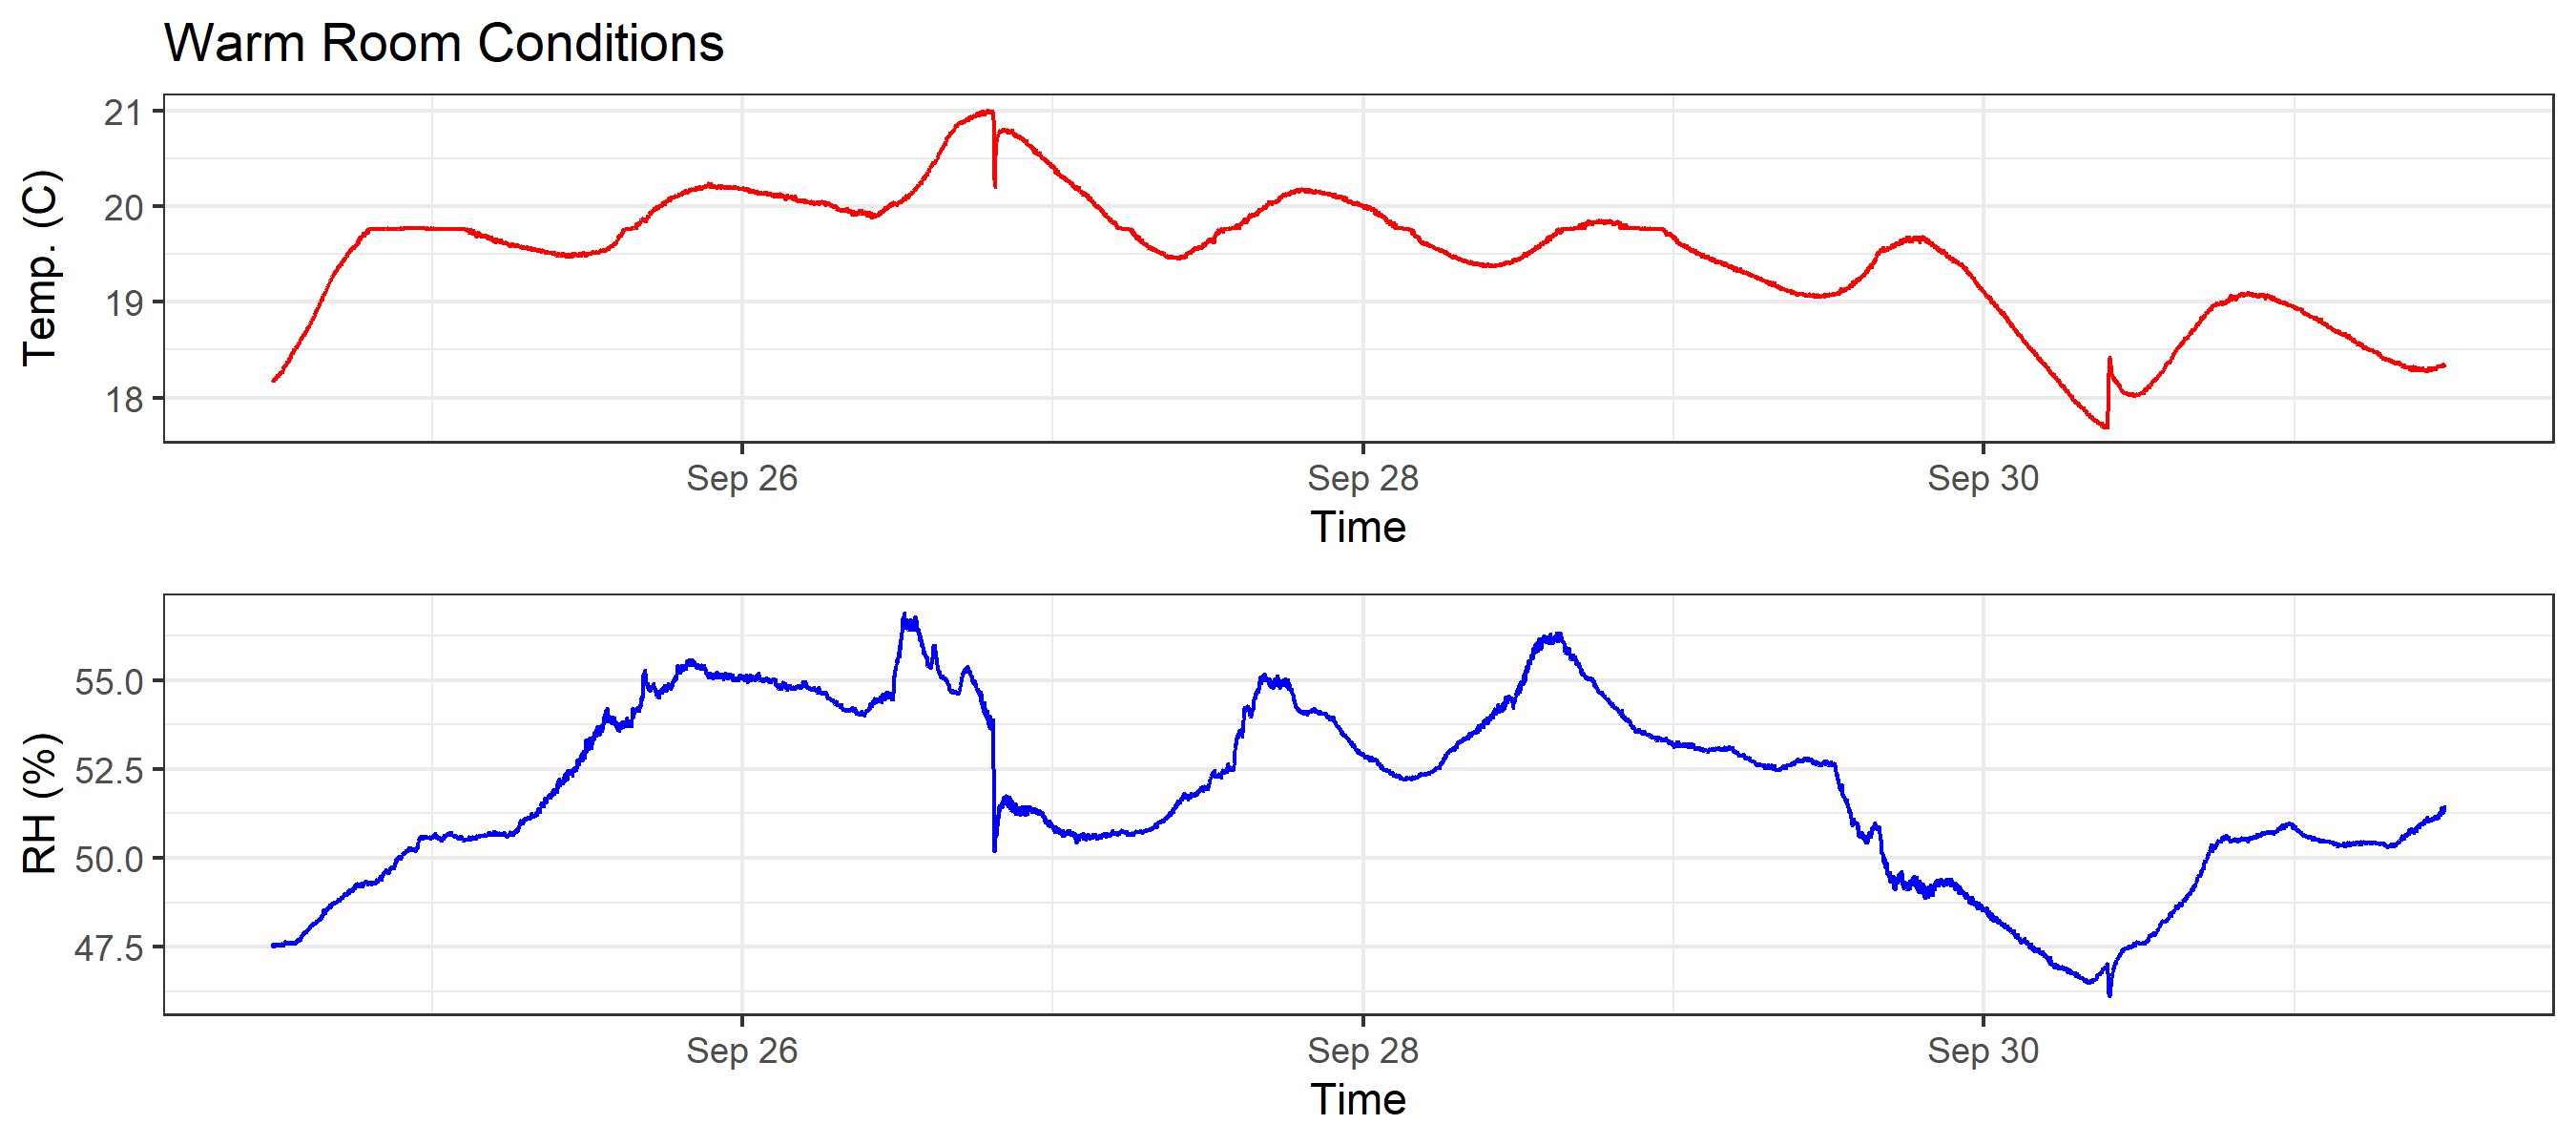 Warm Room Conditions
21
20
19
18
Temp. (C)
Sep 26 Sep 28 Sep 30
Time
55.0
52.5
50.0
47.5
RH (%)
Sep 26 Sep 28 Sep 30
Time